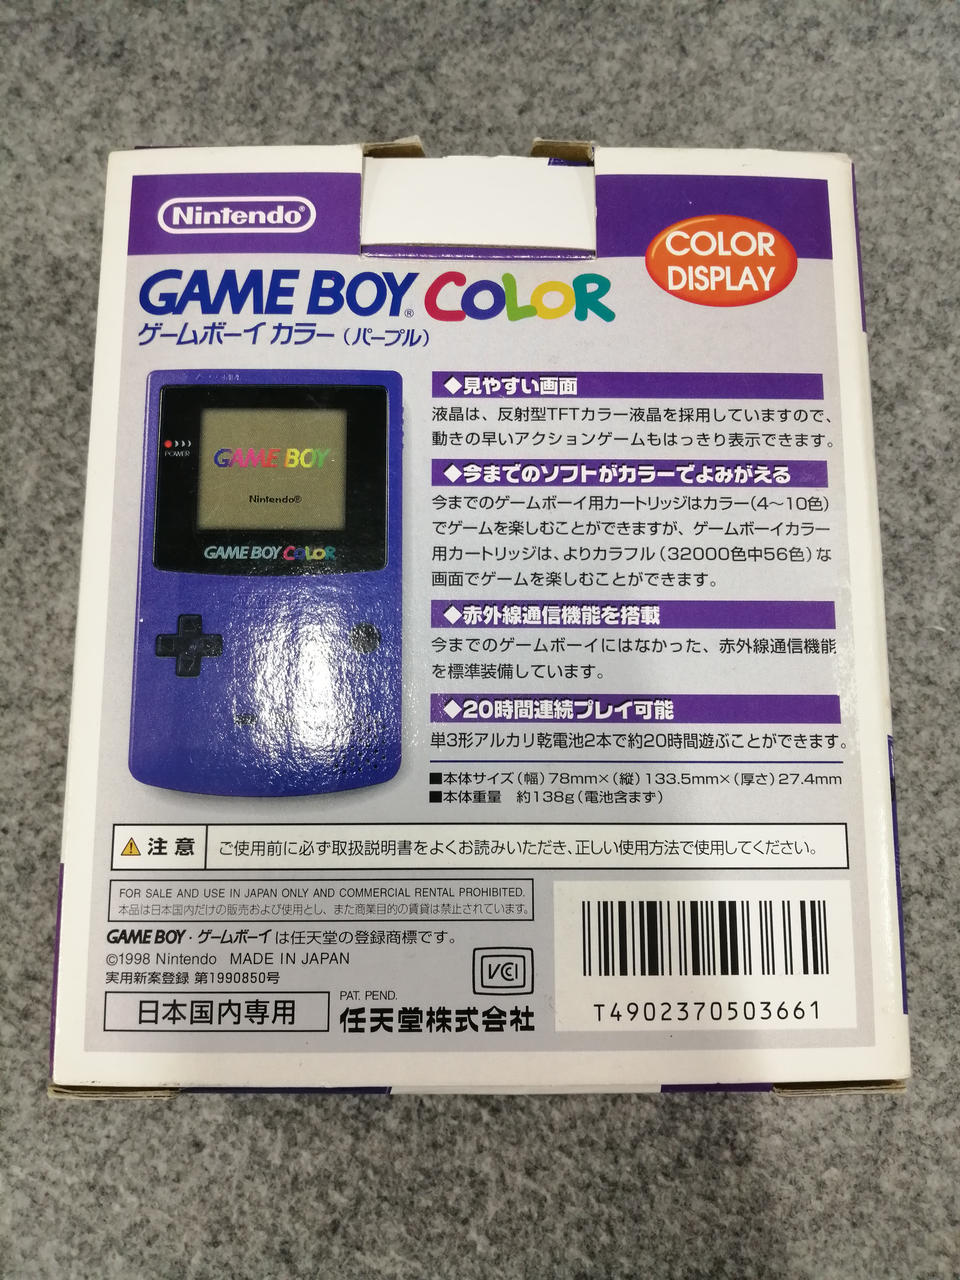 Nintendo®
COLOR
DISPLAY
GAME BOY® COLOR
ゲームボーイ カラー（パープル）
POWER
GAME BOY
Nintendo®
GAME BOY COLOR
◆見やすい画面
液晶は、反射型TFTカラー液晶を採用していますので、
動きの早いアクションゲームもはっきり表示できます。
◆今までのソフトがカラーでよみがえる
今までのゲームボーイ用カートリッジはカラー（4〜10色）
でゲームを楽しむことができますが、ゲームボーイカラー
用カートリッジは、よりカラフル（32000色中56色）な
画面でゲームを楽しむことができます。
◆赤外線通信機能を搭載
今までのゲームボーイにはなかった、赤外線通信機能
を標準装備しています。
◆20時間連続プレイ可能
単3形アルカリ乾電池2本で約20時間遊ぶことができます。
■本体サイズ（幅）78mm×（縦）133.5mm×（厚さ）27.4mm
■本体重量　約138g（電池含まず）
注意
ご使用前に必ず取扱説明書をよくお読みいただき、正しい使用方法で使用してください。
FOR SALE AND USE IN JAPAN ONLY AND COMMERCIAL RENTAL PROHIBITED.
本品は日本国内だけの販売および使用とし、また商業目的の賃貸は禁止されています。
GAME BOY・ゲームボーイは任天堂の登録商標です。
©1998 Nintendo MADE IN JAPAN
実用新案登録 第1990850号
日本国内専用
PAT. PEND.
任天堂株式会社
VCCI
T4902370503661